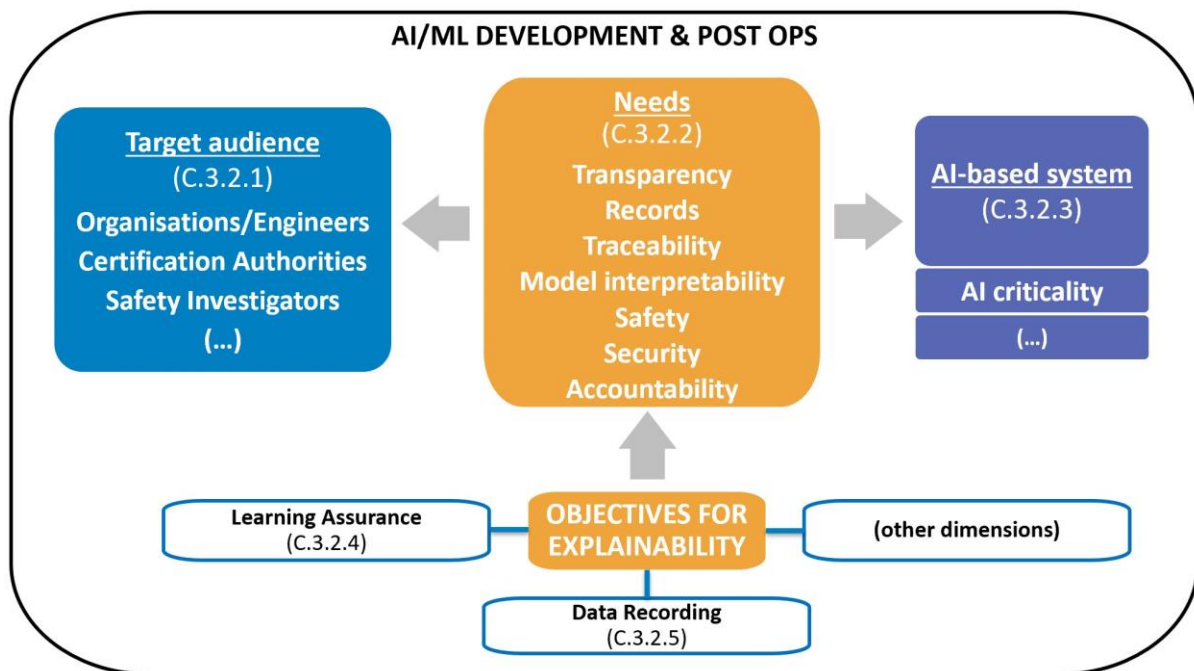 AI/ML DEVELOPMENT & POST OPS
Target audience
(C.3.2.1)
Organisations/Engineers
Certification Authorities
Safety Investigators
(...)
Needs
(C.3.2.2)
Transparency
Records
Traceability
Model interpretability
Safety
Security
Accountability
AI-based system
(C.3.2.3)
AI criticality
(...)
Learning Assurance
(C.3.2.4)
OBJECTIVES FOR
EXPLAINABILITY
(other dimensions)
Data Recording
(C.3.2.5)